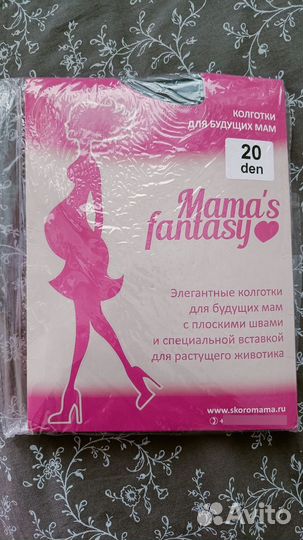 КОЛГОТКИ
ДЛЯ БУДУЩИХ МАМ
20
den
Mama's
fantasy
Элегантные колготки
для будущих мам
с плоскими швами
и специальной вставкой
для растущего животика
www.skoromama.ru
Avito